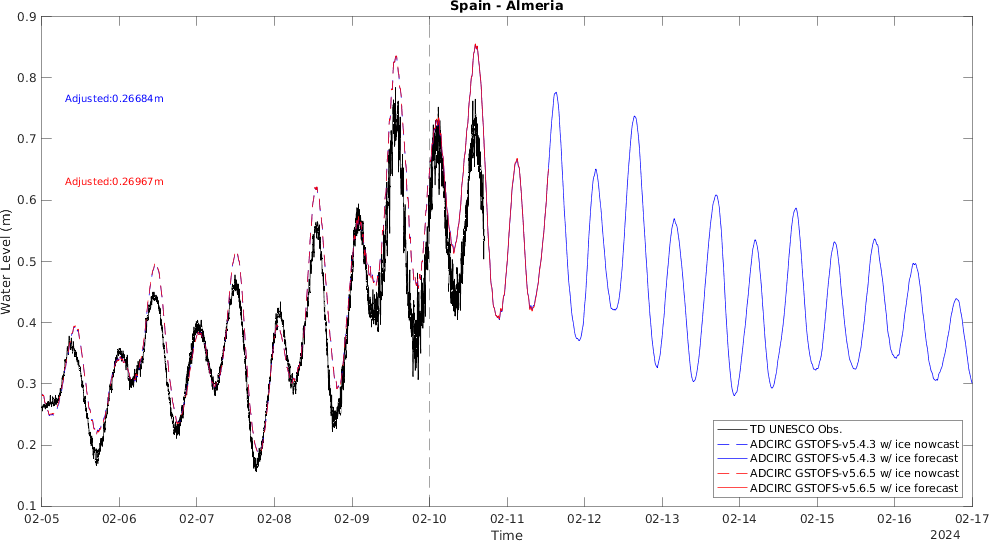 Spain - Almeria
0.9
0.8
0.7
0.6
0.5
0.4
0.3
0.2
0.1
Water Level (m)
Adjusted:0.26684m
Adjusted:0.26967m
TD UNESCO Obs.
ADCIRC GSTOFS-v5.4.3 w/ ice nowcast
ADCIRC GSTOFS-v5.4.3 w/ ice forecast
ADCIRC GSTOFS-v5.6.5 w/ ice nowcast
ADCIRC GSTOFS-v5.6.5 w/ ice forecast
02-05 02-06 02-07 02-08 02-09 02-10 02-11 02-12 02-13 02-14 02-15 02-16 02-17
Time
2024